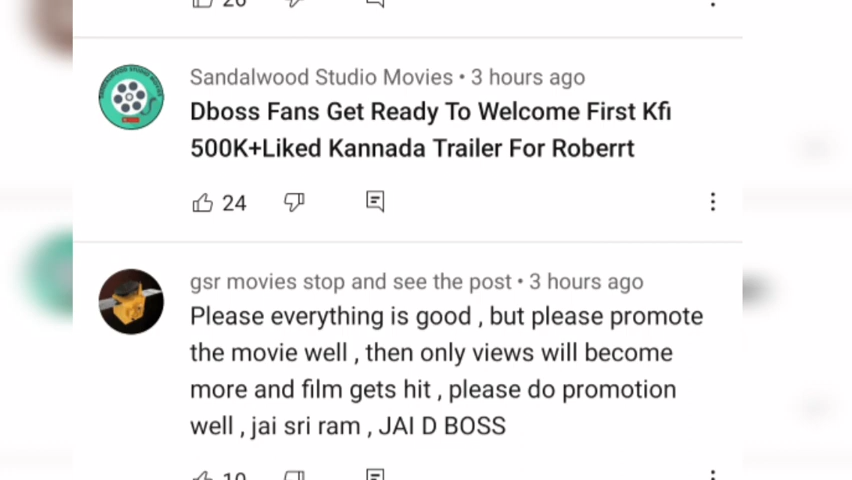 Sandalwood Studio Movies • 3 hours ago
Dboss Fans Get Ready To Welcome First Kfi
500K+Liked Kannada Trailer For Roberrt
24
gsr movies stop and see the post • 3 hours ago
Please everything is good , but please promote
the movie well , then only views will become
more and film gets hit , please do promotion
well , jai sri ram , JAI D BOSS